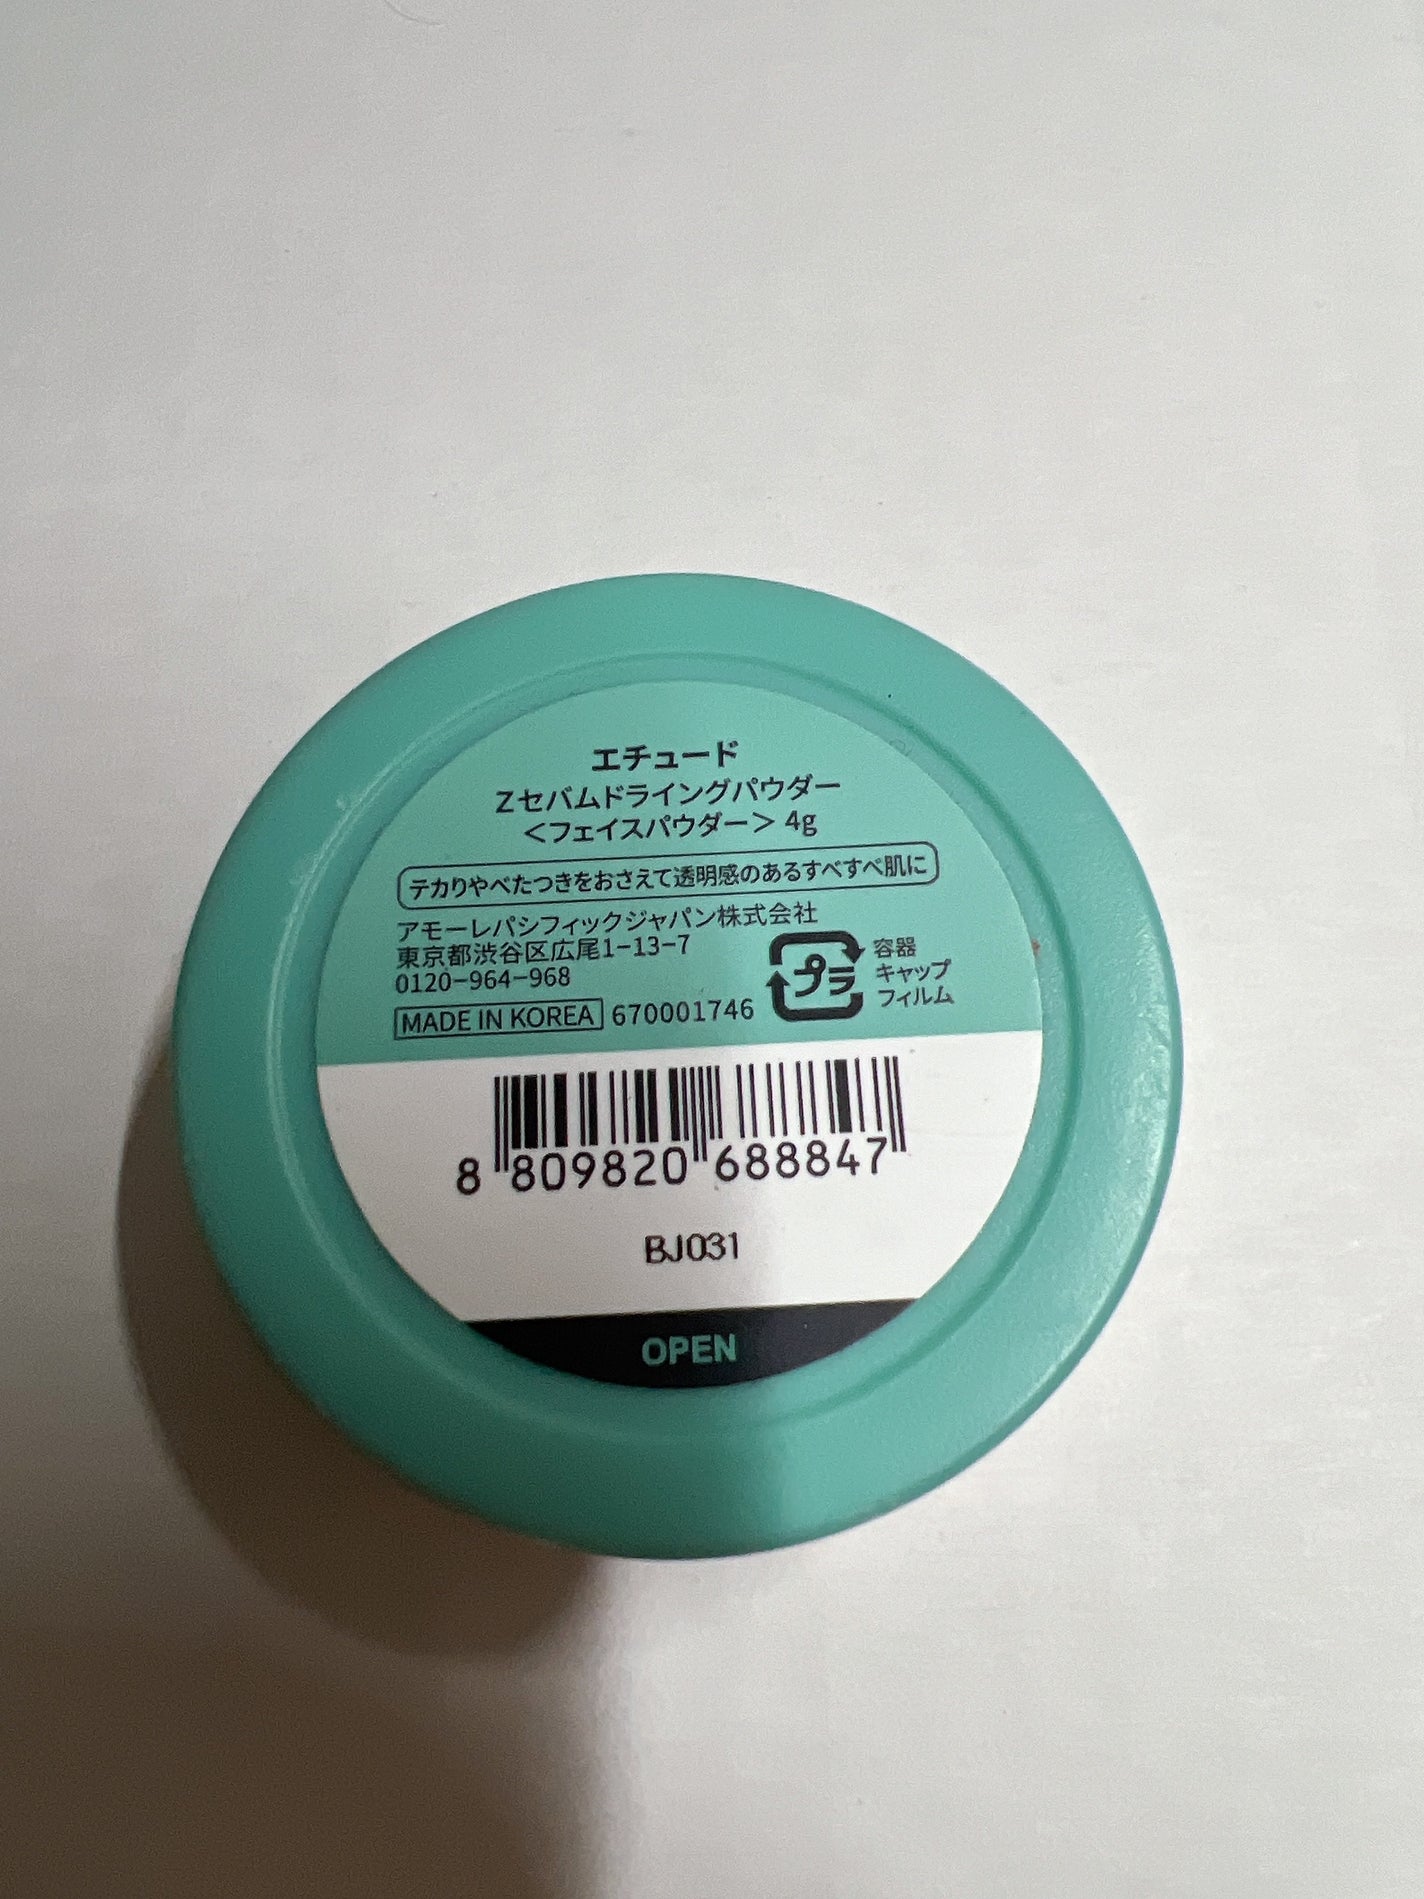 エチュード
Zセバムドライングパウダー
＜フェイスパウダー＞ 4g
テカりやべたつきをおさえて透明感のあるすべすべ肌に
アモーレパシフィックジャパン株式会社
東京都渋谷区広尾1-13-7
0120-964-968
MADE IN KOREA 670001746
プラ
容器
キャップ
フィルム
8 809820 688847
BJ031
OPEN